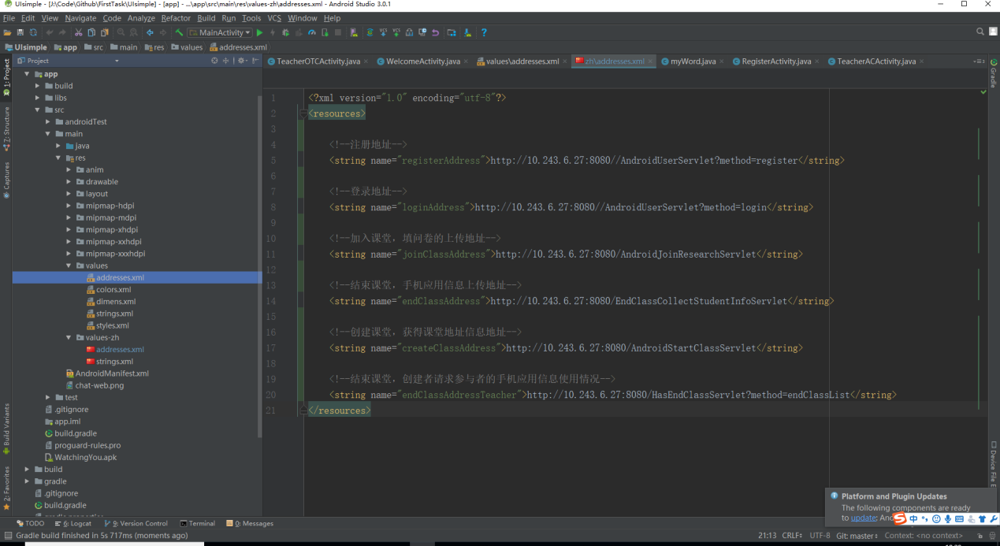 UIsimple - [J:\Code\Github\FirstTask\UIsimple] - [app] - ...\app\src\main\res\values-zh\addresses.xml - Android Studio 3.0.1
File Edit View Navigate Code Analyze Refactor Build Run Tools VCS Window Help
MainActivity
UIsimple app src main res values addresses.xml
Project
TeacherOTCActivity.java WelcomeActivity.java values\addresses.xml zh\addresses.xml myWord.java RegisterActivity.java TeacherACActivity.java
1: Project
7: Structure
Captures
Build Variants
2: Favorites
app
build
libs
src
androidTest
main
java
res
anim
drawable
layout
mipmap-hdpi
mipmap-mdpi
mipmap-xhdpi
mipmap-xxhdpi
mipmap-xxxhdpi
values
addresses.xml
colors.xml
dimens.xml
strings.xml
styles.xml
values-zh
addresses.xml
strings.xml
AndroidManifest.xml
chat-web.png
test
.gitignore
app.iml
build.gradle
proguard-rules.pro
WatchingYou.apk
build
gradle
.gitignore
build.gradle
1 <?xml version="1.0" encoding="utf-8"?>
2 <resources>
3
4 <!--注册地址-->
5 <string name="registerAddress">http://10.243.6.27:8080//AndroidUserServlet?method=register</string>
6
7 <!--登录地址-->
8 <string name="loginAddress">http://10.243.6.27:8080//AndroidUserServlet?method=login</string>
9
10 <!--加入课堂，填问卷的上传地址-->
11 <string name="joinClassAddress">http://10.243.6.27:8080/AndroidJoinResearchServlet</string>
12
13 <!--结束课堂，手机应用信息上传地址-->
14 <string name="endClassAddress">http://10.243.6.27:8080/EndClassCollectStudentInfoServlet</string>
15
16 <!--创建课堂，获得课堂地址信息地址-->
17 <string name="createClassAddress">http://10.243.6.27:8080/AndroidStartClassServlet</string>
18
19 <!--结束课堂，创建者请求参与者的手机应用信息使用情况-->
20 <string name="endClassAddressTeacher">http://10.243.6.27:8080/HasEndClassServlet?method=endClassList</string>
21 </resources>
Gradle
Device File E
Platform and Plugin Updates
The following components are ready
to update: And
中
TODO 6: Logcat 9: Version Control Terminal 0: Messages
Gradle build finished in 5s 717ms (moments ago) 21:13 CRLF UTF-8 Git: master Context: <no context>